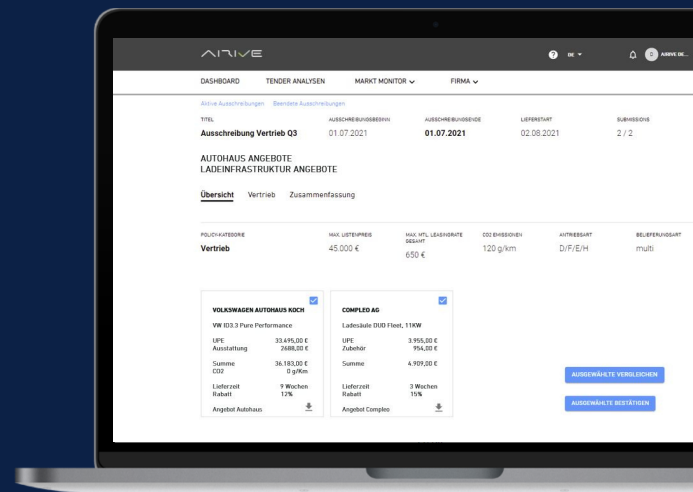 AIRIVE
? DE AIRIVE DE...
DASHBOARD TENDER ANALYSEN MARKT MONITOR FIRMA
Aktive Ausschreibungen Beendete Ausschreibungen
TITEL AUSSCHREIBUNGSBEGINN AUSSCHREIBUNGSENDE LIEFERSTART SUBMISSIONS
Ausschreibung Vertrieb Q3 01.07.2021 01.07.2021 02.08.2021 2 / 2
AUTOHAUS ANGEBOTE
LADEINFRASTRUKTUR ANGEBOTE
Übersicht Vertrieb Zusammenfassung
POLICY-KATEGORIE MAX. LISTENPREIS MAX. MTL. LEASINGRATE GESAMT CO2 EMISSIONEN ANTRIEBSART BELIEFERUNGSART
Vertrieb 45.000 € 650 € 120 g/km D/F/E/H multi
VOLKSWAGEN AUTOHAUS KOCH
VW ID3.3 Pure Performance
UPE 33.495,00 €
Ausstattung 2688,00 €
Summe 36.183,00 €
CO2 0 g/Km
Lieferzeit 9 Wochen
Rabatt 12%
Angebot Autohaus
COMPLEO AG
Ladesäule DUO Fleet, 11KW
UPE 3.955,00 €
Zubehör 954,00 €
Summe 4.909,00 €
Lieferzeit 3 Wochen
Rabatt 15%
Angebot Compleo
AUSGEWÄHLTE VERGLEICHEN
AUSGEWÄHLTE BESTÄTIGEN